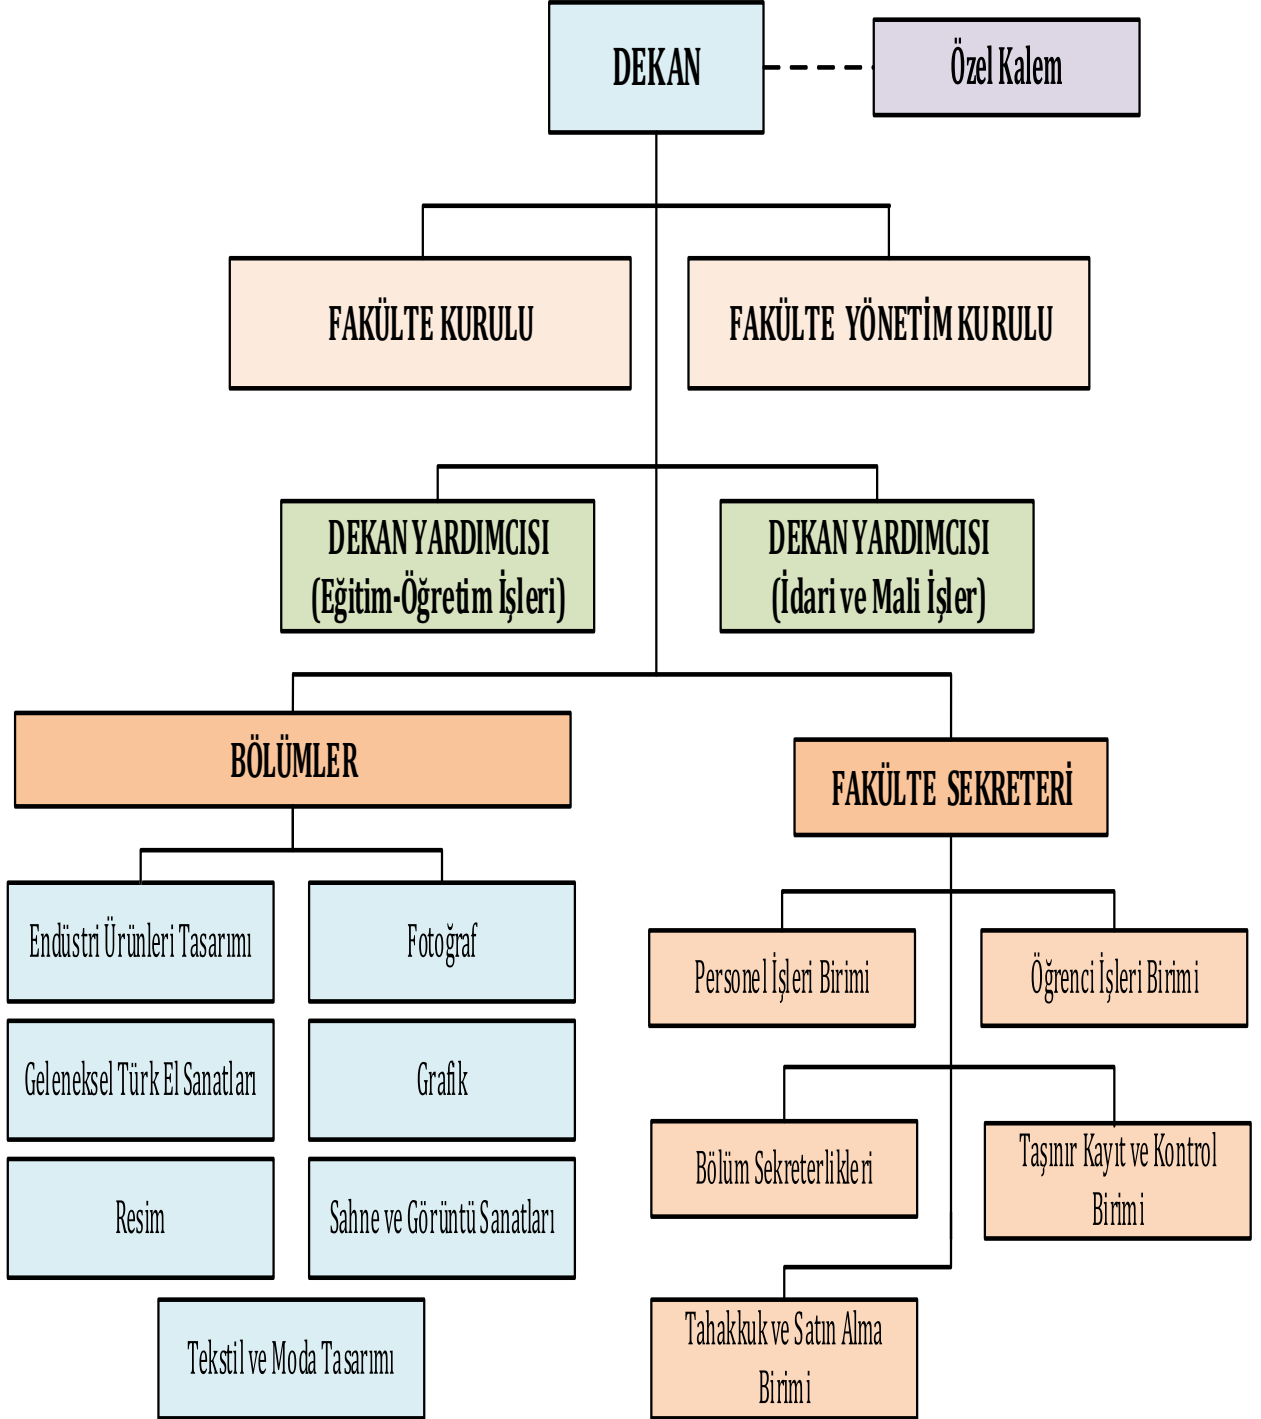 DEKAN
Özel Kalem
FAKÜLTE KURULU
FAKÜLTE YÖNETİM KURULU
DEKAN YARDIMCISI
(Eğitim-Öğretim İşleri)
DEKAN YARDIMCISI
(İdari ve Mali İşler)
BÖLÜMLER
FAKÜLTE SEKRETERİ
Endüstri Ürünleri Tasarımı
Fotoğraf
Geleneksel Türk El Sanatları
Grafik
Resim
Sahne ve Görüntü Sanatları
Tekstil ve Moda Tasarımı
Personel İşleri Birimi
Öğrenci İşleri Birimi
Bölüm Sekreterlikleri
Taşınır Kayıt ve Kontrol
Birimi
Tahakkuk ve Satın Alma
Birimi